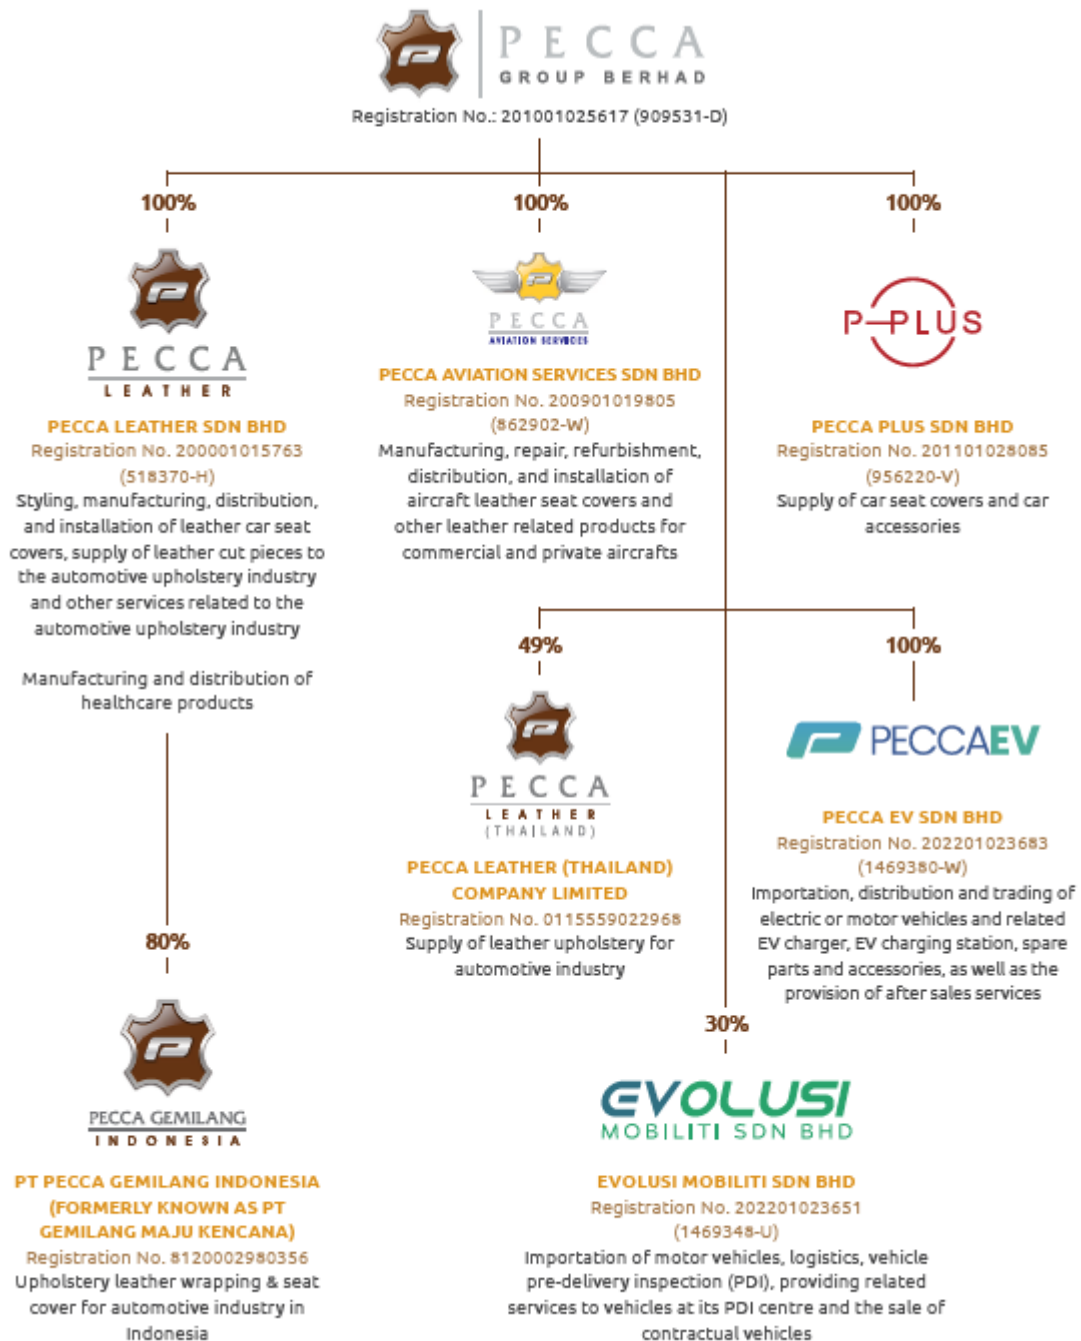 PECCA
GROUP BERHAD
Registration No.: 201001025617 (909531-D)
100%
PECCA
LEATHER
PECCA LEATHER SDN BHD
Registration No. 200001015763
(518370-H)
Styling, manufacturing, distribution,
and installation of leather car seat
covers, supply of leather cut pieces to
the automotive upholstery industry
and other services related to the
automotive upholstery industry
Manufacturing and distribution of
healthcare products
100%
PECCA
AVIATION SERVICES
PECCA AVIATION SERVICES SDN BHD
Registration No. 200901019805
(862902-W)
Manufacturing, repair, refurbishment,
distribution, and installation of
aircraft leather seat covers and
other leather related products for
commercial and private aircrafts
100%
P-PLUS
PECCA PLUS SDN BHD
Registration No. 201101028085
(956220-V)
Supply of car seat covers and car
accessories
49%
PECCA
LEATHER
(THAILAND)
PECCA LEATHER (THAILAND)
COMPANY LIMITED
Registration No. 0115559022968
Supply of leather upholstery for
automotive industry
100%
PECCAEV
PECCA EV SDN BHD
Registration No. 202201023683
(1469380-W)
Importation, distribution and trading of
electric or motor vehicles and related
EV charger, EV charging station, spare
parts and accessories, as well as the
provision of after sales services
80%
PECCA GEMILANG
INDONESIA
PT PECCA GEMILANG INDONESIA
(FORMERLY KNOWN AS PT
GEMILANG MAJU KENCANA)
Registration No. 8120002980356
Upholstery leather wrapping & seat
cover for automotive industry in
Indonesia
30%
EVOLUSI
MOBILITI SDN BHD
EVOLUSI MOBILITI SDN BHD
Registration No. 202201023651
(1469348-U)
Importation of motor vehicles, logistics, vehicle
pre-delivery inspection (PDI), providing related
services to vehicles at its PDI centre and the sale of
contractual vehicles